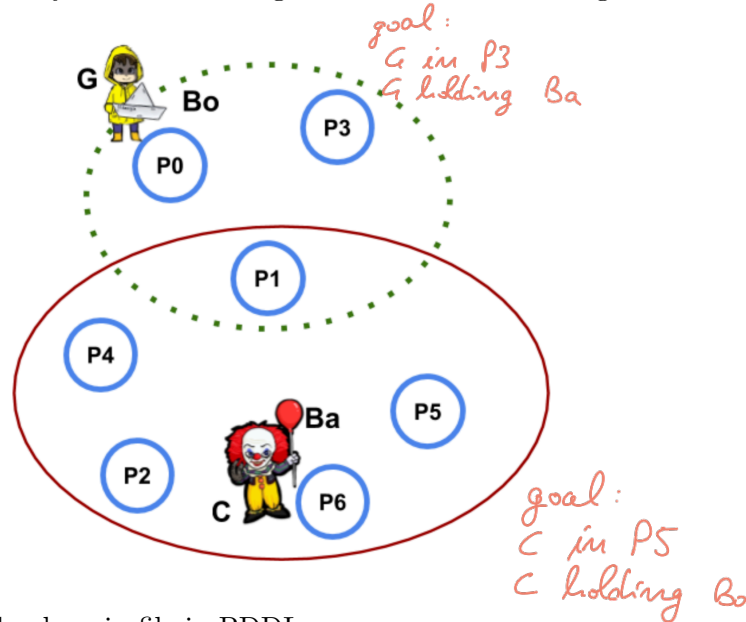 goal:
G in P3
G holding Ba
G
Bo
P3
P0
P1
P4
P5
Ba
P2
C
P6
goal:
C in P5
C holding Bo